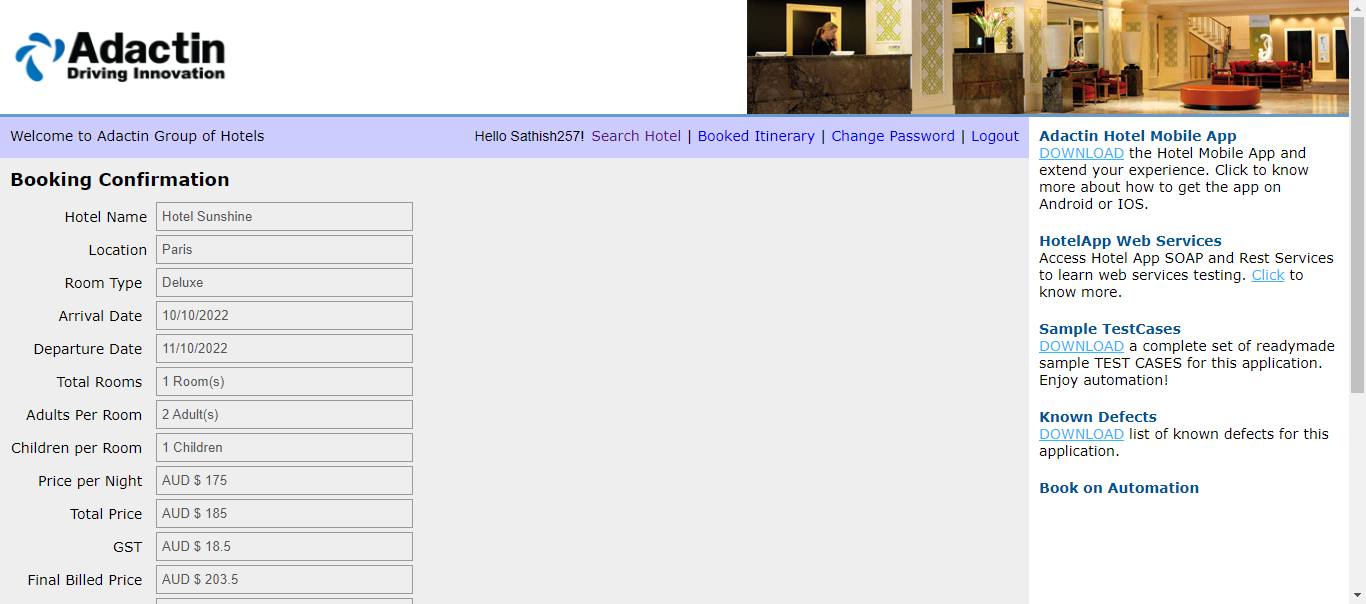 Adactin
Driving Innovation
Welcome to Adactin Group of Hotels
Hello Sathish257! Search Hotel | Booked Itinerary | Change Password | Logout
Booking Confirmation
Hotel Name Hotel Sunshine
Location Paris
Room Type Deluxe
Arrival Date 10/10/2022
Departure Date 11/10/2022
Total Rooms 1 Room(s)
Adults Per Room 2 Adult(s)
Children per Room 1 Children
Price per Night AUD $ 175
Total Price AUD $ 185
GST AUD $ 18.5
Final Billed Price AUD $ 203.5
Adactin Hotel Mobile App
DOWNLOAD the Hotel Mobile App and
extend your experience. Click to know
more about how to get the app on
Android or IOS.
HotelApp Web Services
Access Hotel App SOAP and Rest Services
to learn web services testing. Click to
know more.
Sample TestCases
DOWNLOAD a complete set of readymade
sample TEST CASES for this application.
Enjoy automation!
Known Defects
DOWNLOAD list of known defects for this
application.
Book on Automation